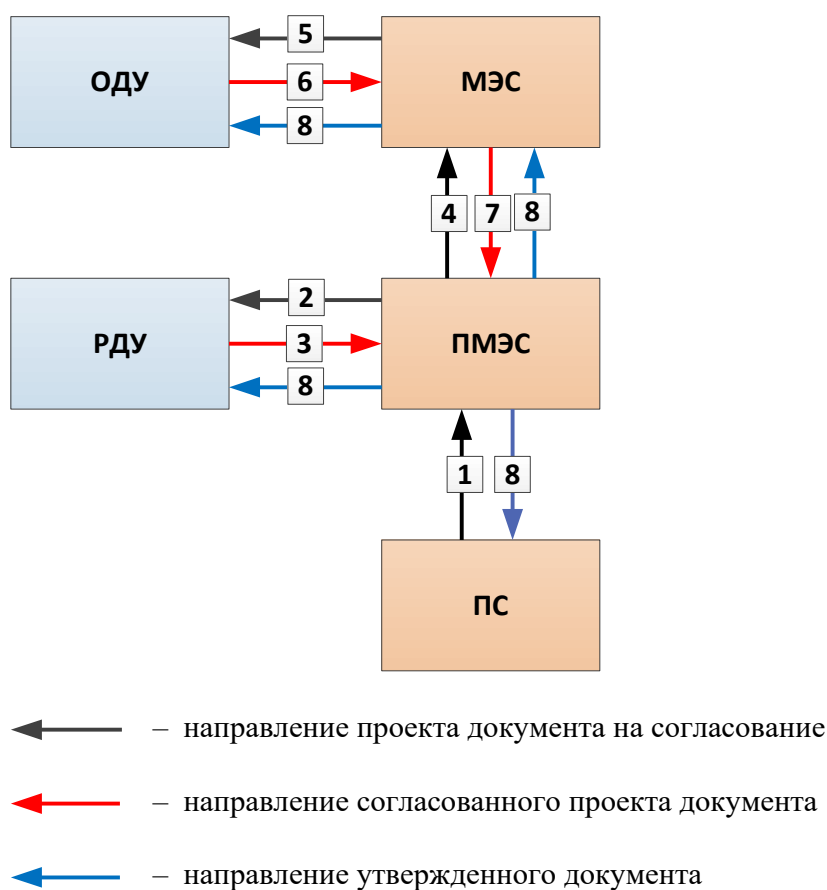 5
ОДУ
6
МЭС
8
4
7
8
2
РДУ
3
ПМЭС
8
1
8
ПС
– направление проекта документа на согласование
– направление согласованного проекта документа
– направление утвержденного документа